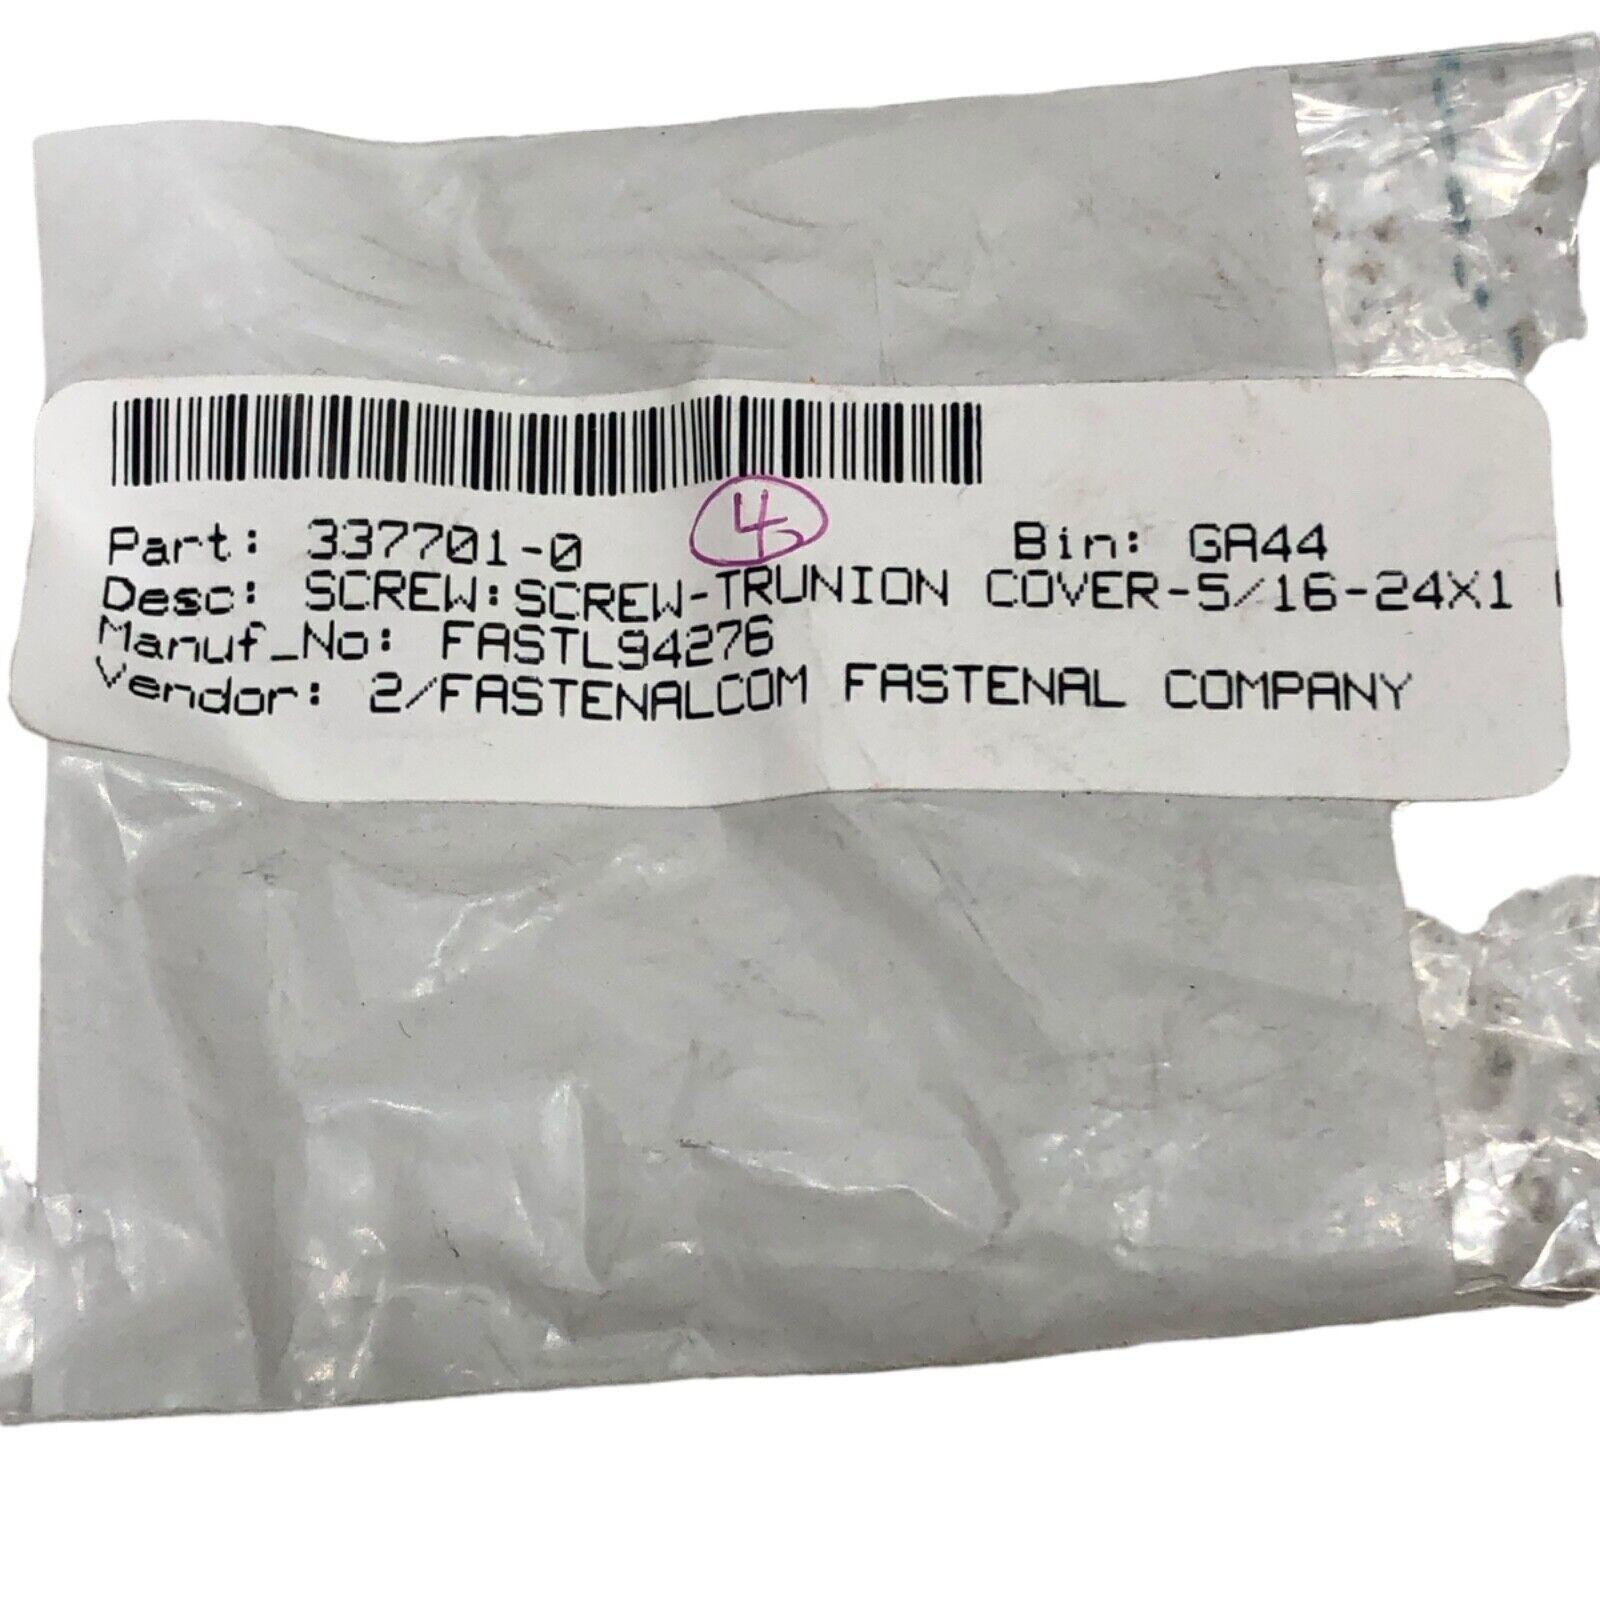 4
Part: 337701-0 Bin: GA44
Desc: SCREW:SCREW-TRUNION COVER-5/16-24X1
Manuf_No: FASTL94276
Vendor: 2/FASTENALCOM FASTENAL COMPANY